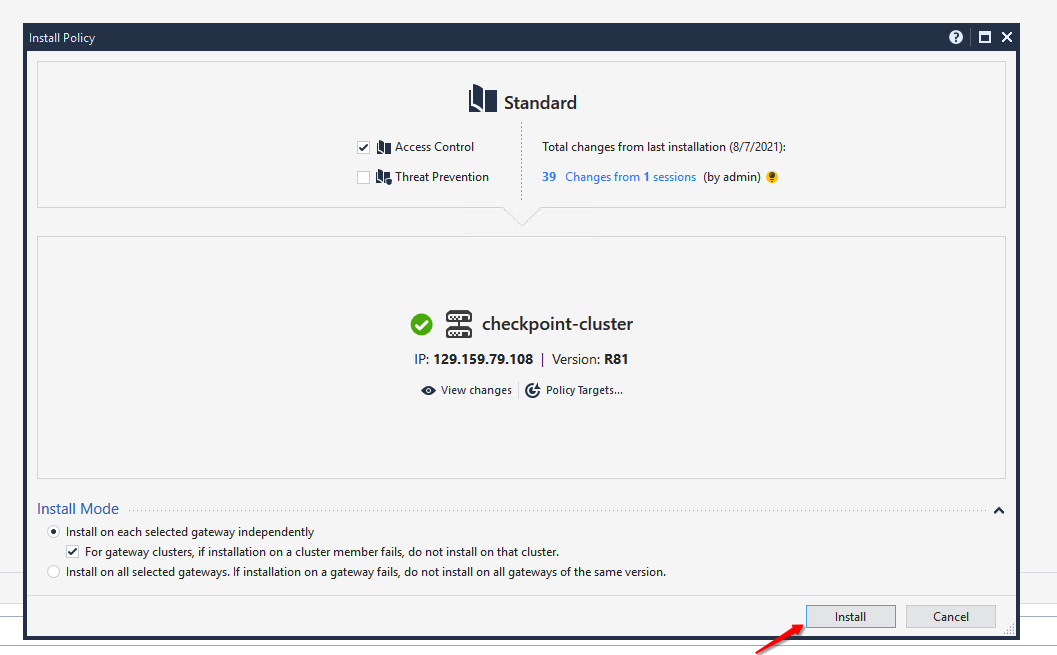 Install Policy
Standard
Access Control
Threat Prevention
Total changes from last installation (8/7/2021):
39 Changes from 1 sessions (by admin)
checkpoint-cluster
IP: 129.159.79.108 | Version: R81
View changes
Policy Targets...
Install Mode
Install on each selected gateway independently
For gateway clusters, if installation on a cluster member fails, do not install on that cluster.
Install on all selected gateways. If installation on a gateway fails, do not install on all gateways of the same version.
Install
Cancel